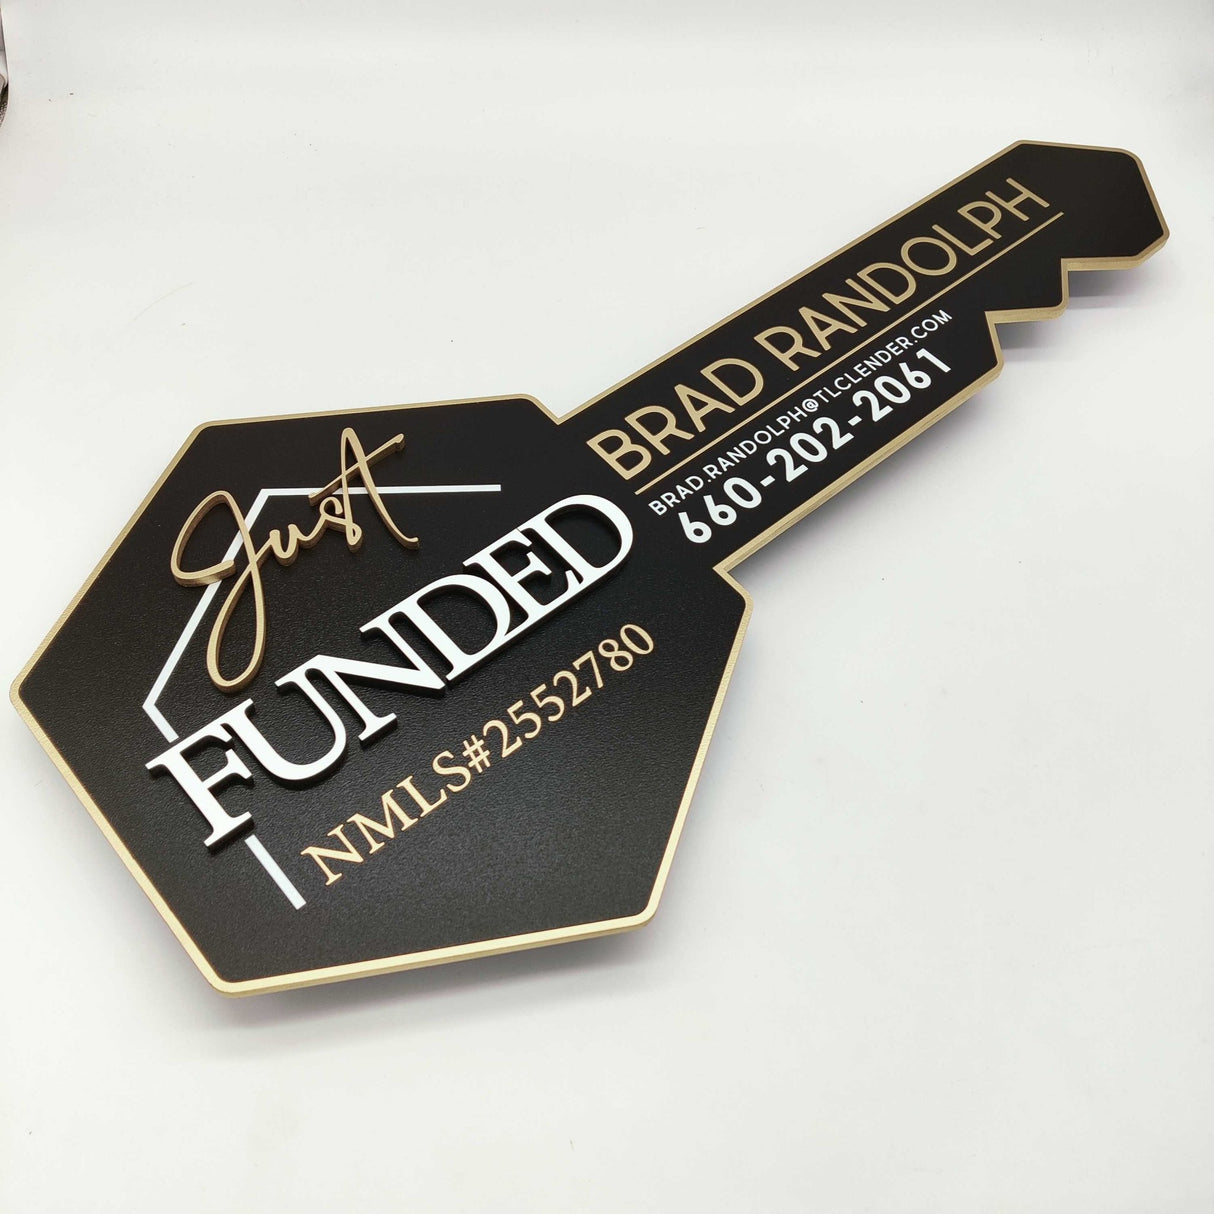 Just
FUNDED
NMLS#2552780
BRAD RANDOLPH
BRAD.RANDOLPH@TLCLENDER.COM
660-202-2061